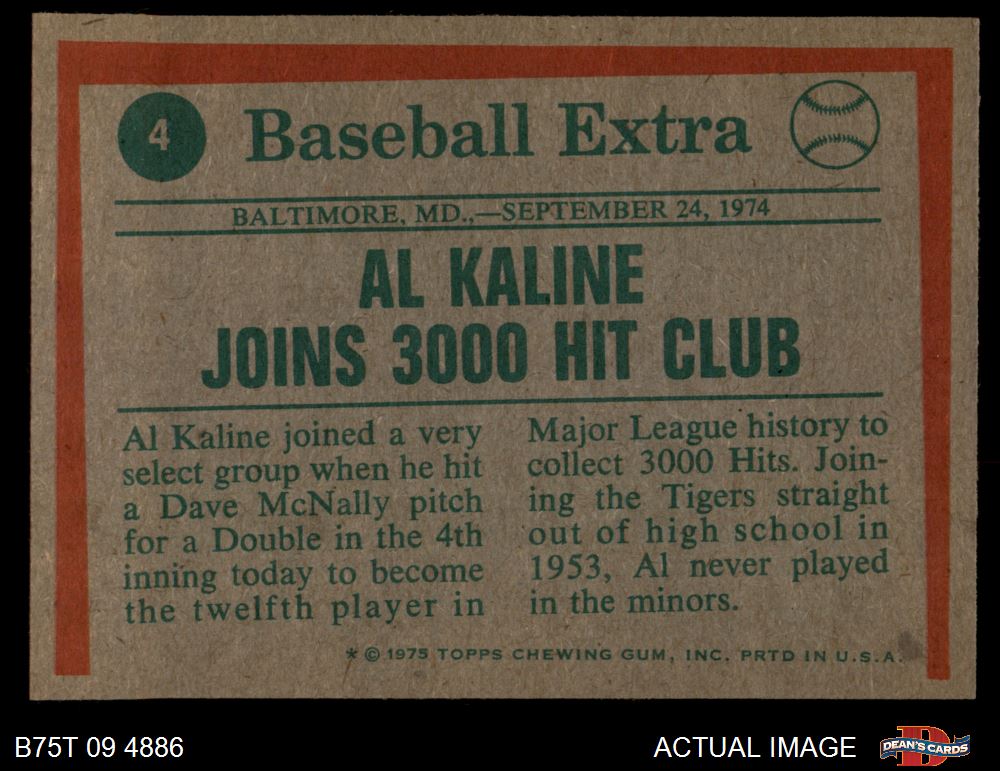 4
Baseball Extra
BALTIMORE, MD.,—SEPTEMBER 24, 1974
AL KALINE
JOINS 3000 HIT CLUB
Al Kaline joined a very
select group when he hit
a Dave McNally pitch
for a Double in the 4th
inning today to become
the twelfth player in
Major League history to
collect 3000 Hits. Join-
ing the Tigers straight
out of high school in
1953, Al never played
in the minors.
* © 1975 TOPPS CHEWING GUM, INC. PRTD IN U.S.A.
B75T 09 4886
ACTUAL IMAGE
DEAN'S CARDS